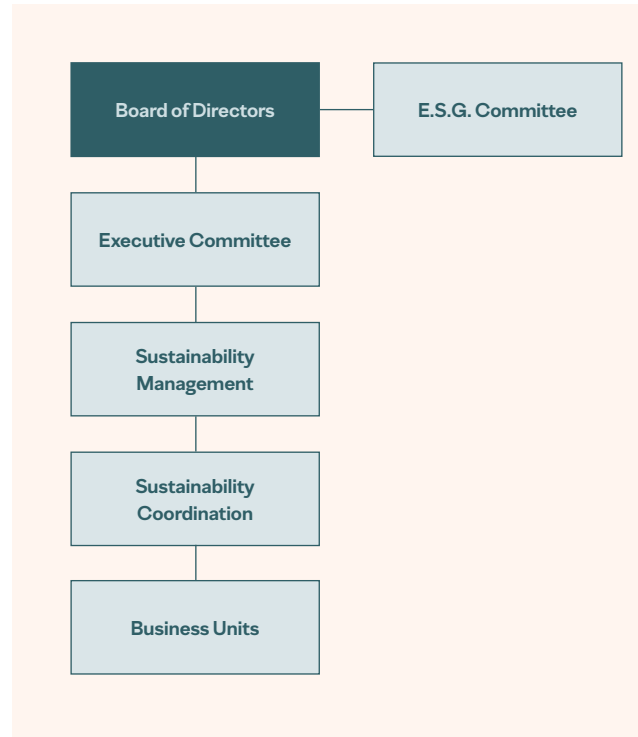 Board of Directors
E.S.G. Committee
Executive Committee
Sustainability
Management
Sustainability
Coordination
Business Units